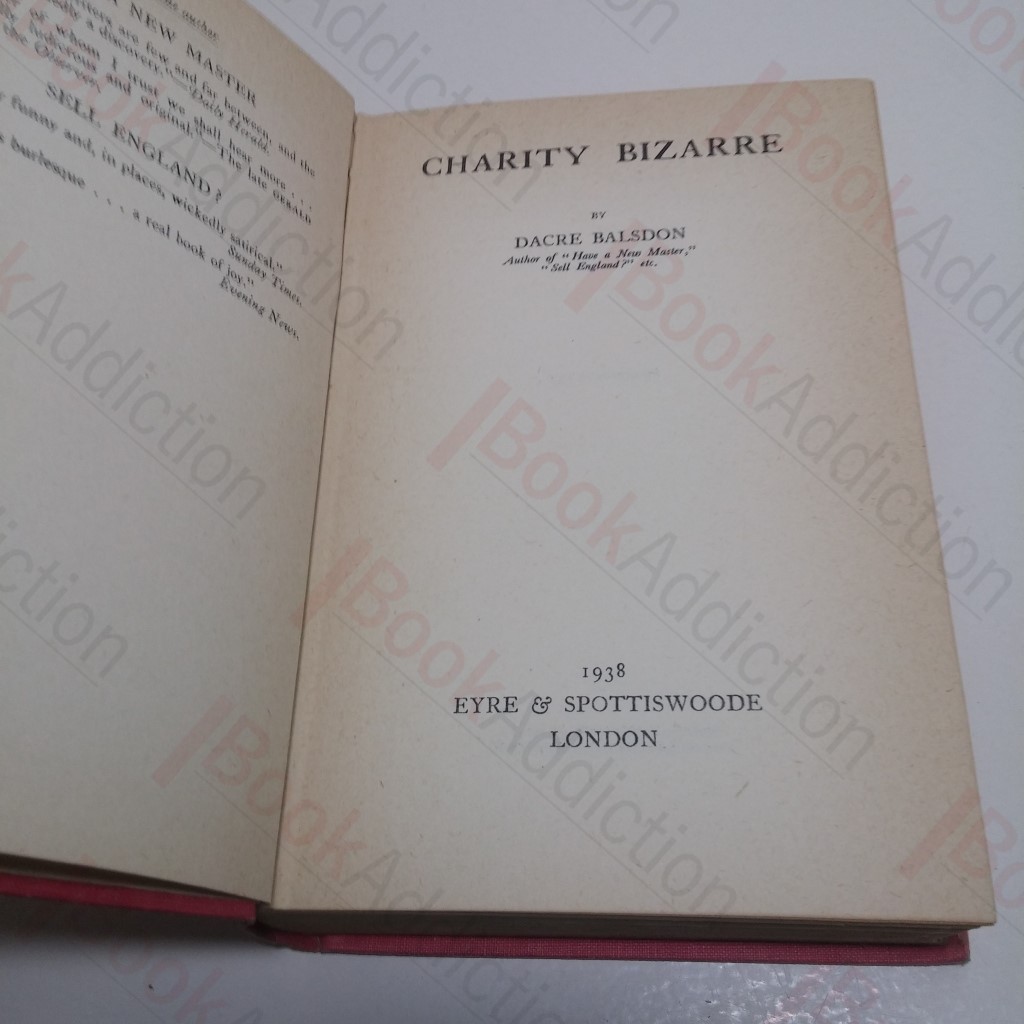 same author
A NEW MASTER
writers are few and far between, and the
a discovery." Daily Herald.
of whom I trust we shall hear more . . .
humorous and original." The late GERALD
the Observer.
SELL ENGLAND?
funny and, in places, wickedly satirical."
Sunday Times.
burlesque . . . a real book of joy."
Evening News.
CHARITY BIZARRE
BY
DACRE BALSDON
Author of "Have a New Master,"
"Sell England?" etc.
1938
EYRE & SPOTTISWOODE
LONDON
BookAddiction